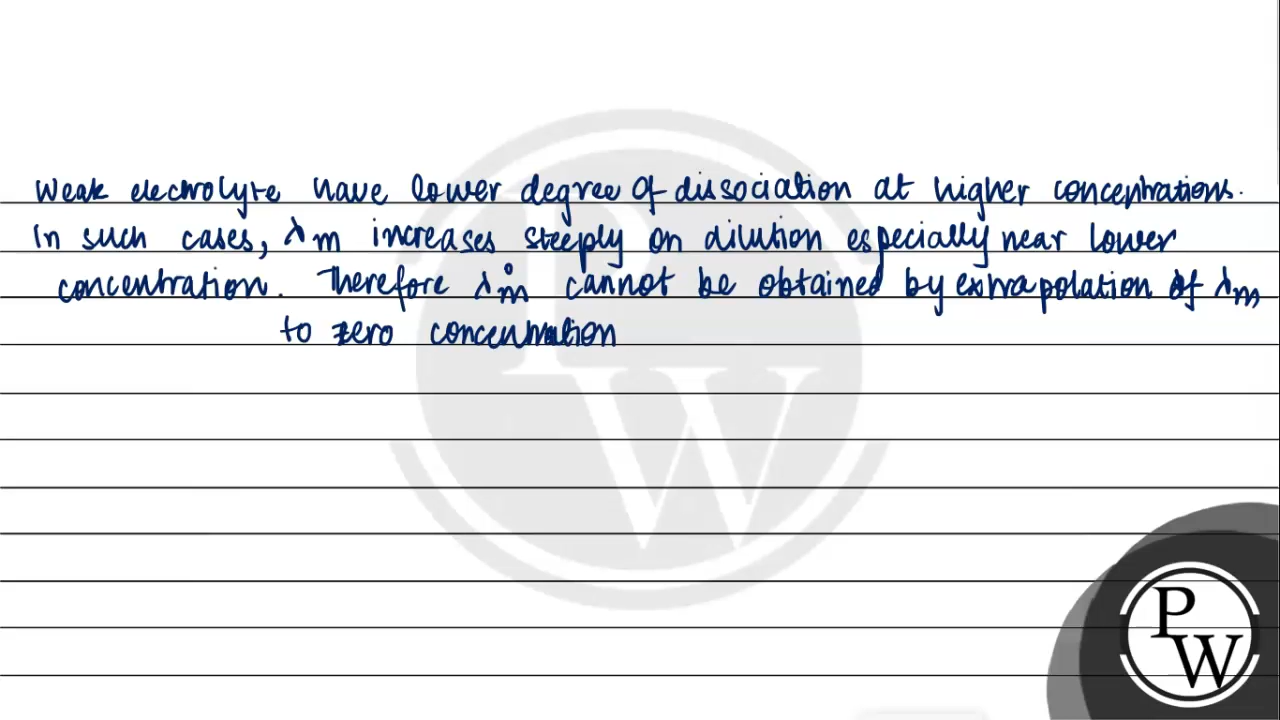 Weak electrolyte have lower degree of dissociation at higher concentrations.
In such cases, λm increases steeply on dilution especially near lower
concentration. Therefore λ°m cannot be obtained by extrapolation of λm
to zero concentration
PW
PW